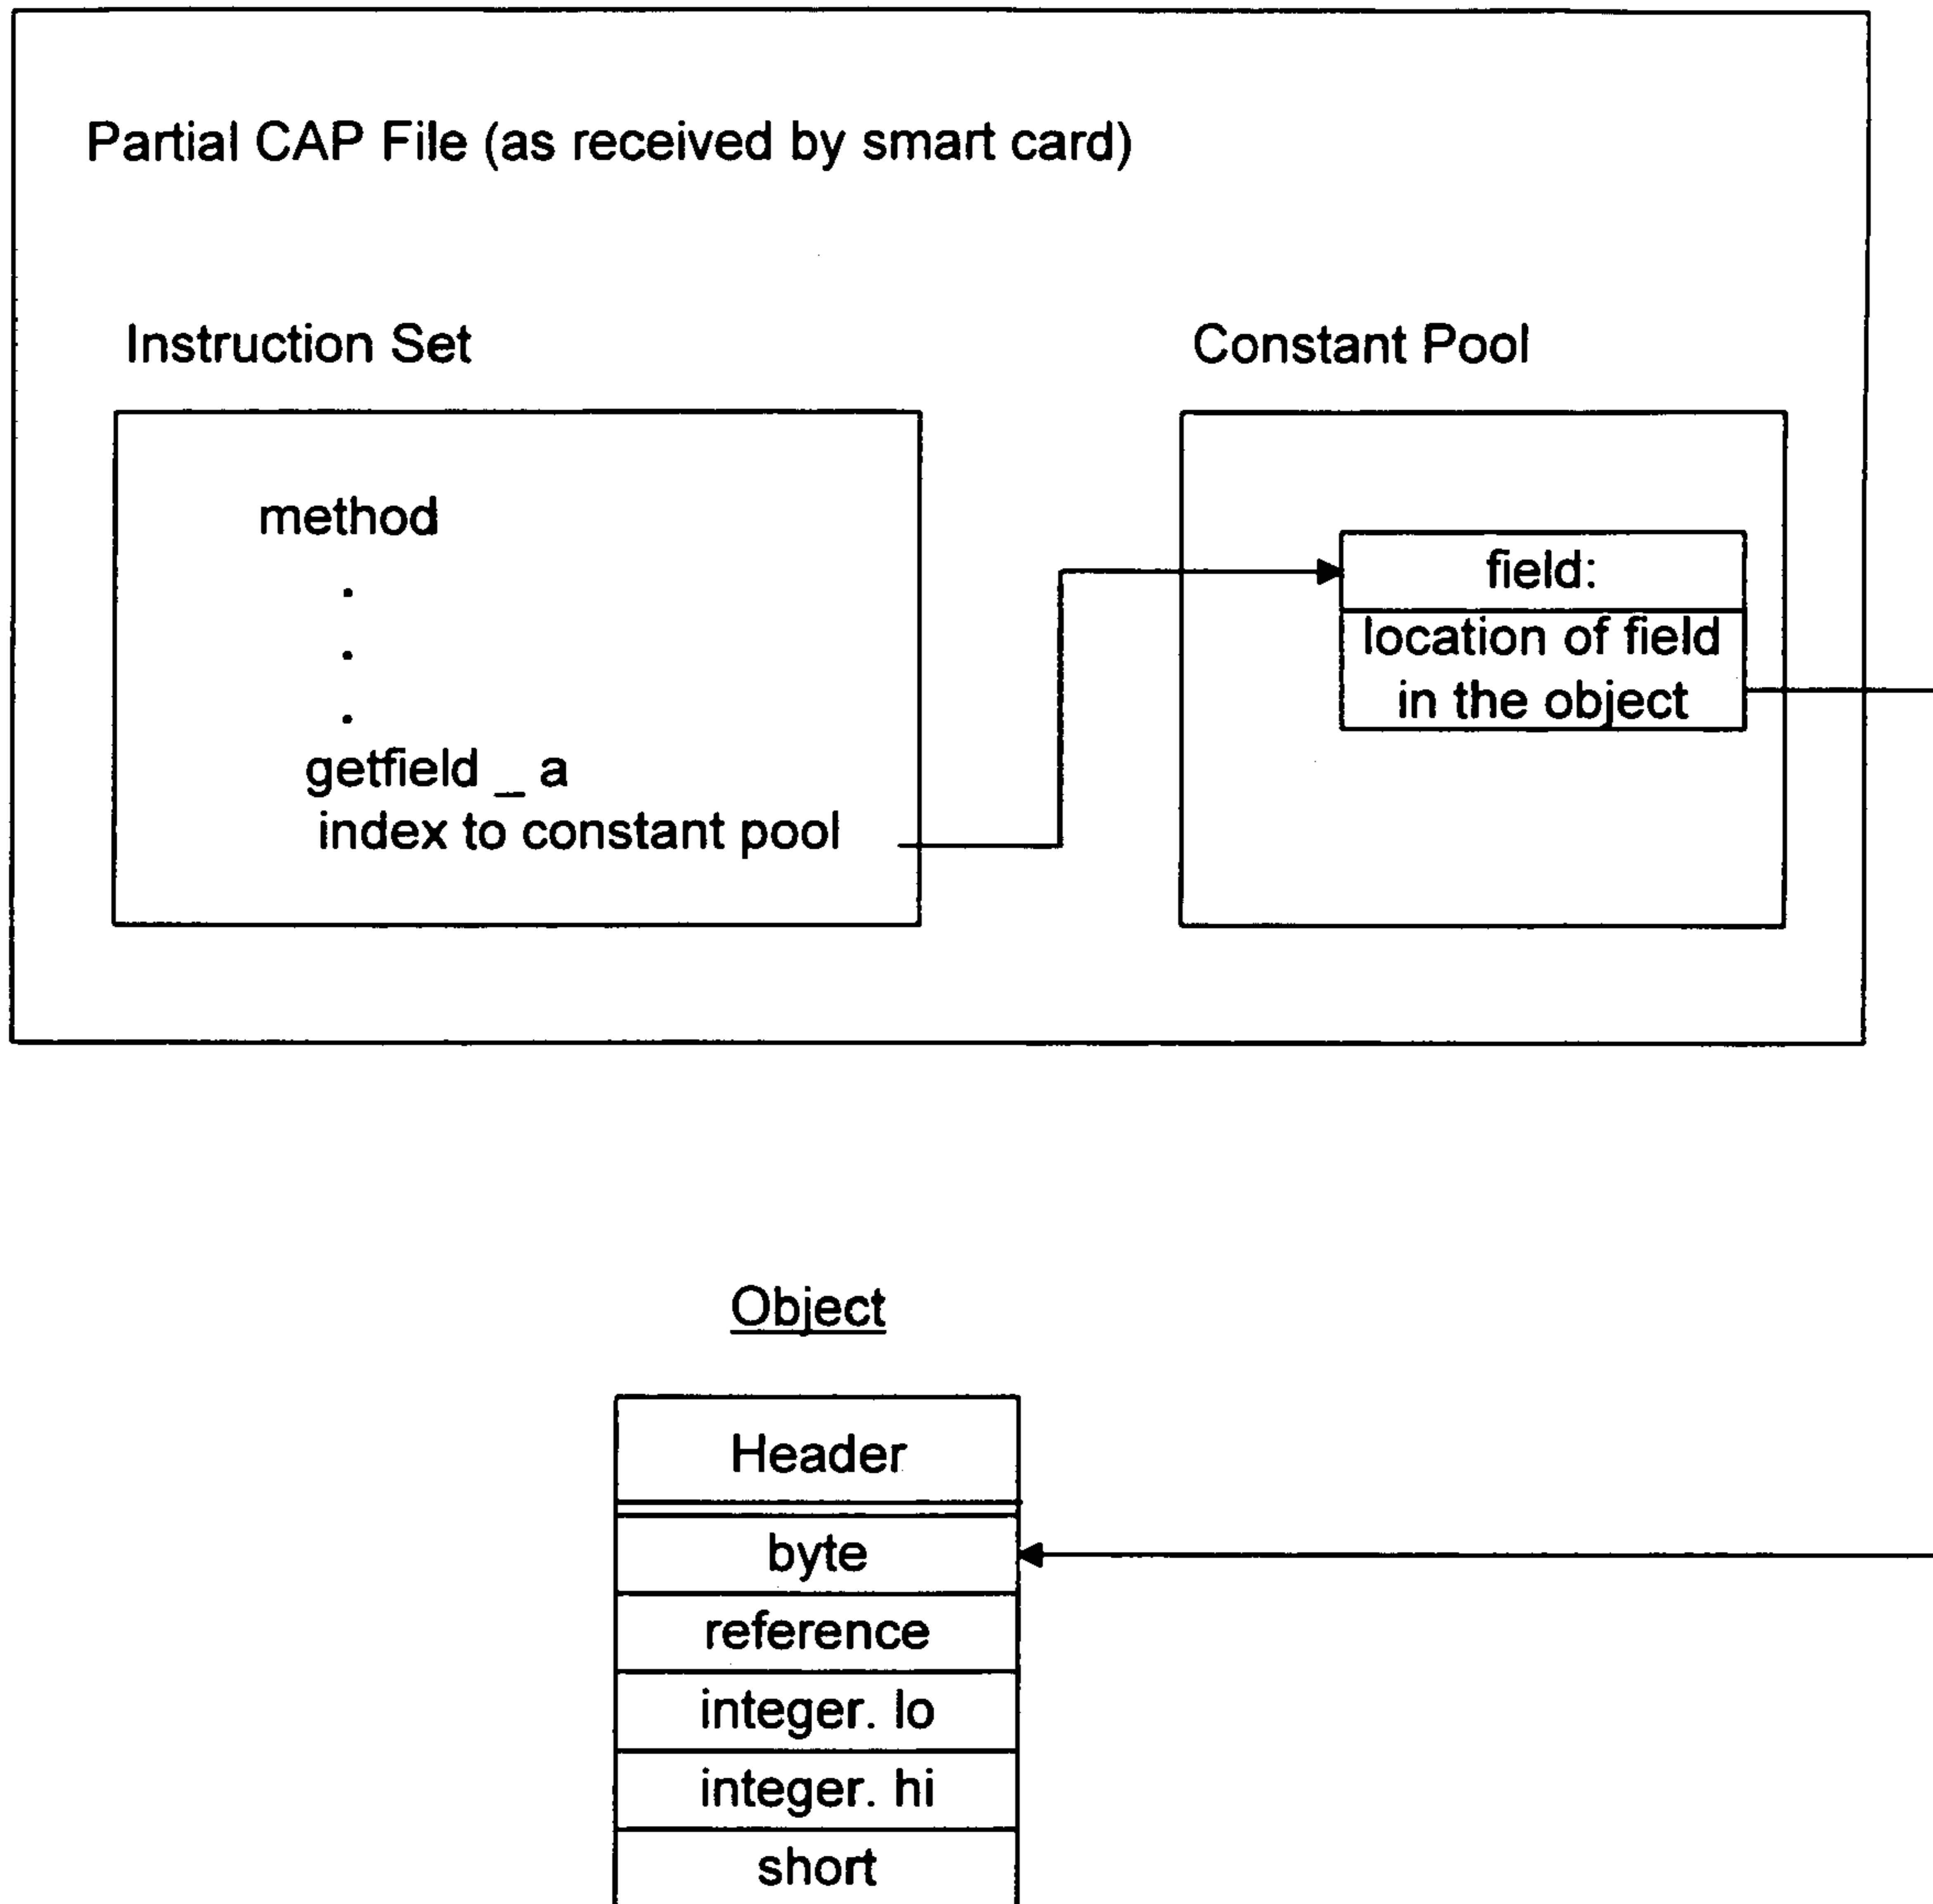 Partial CAP File (as received by smart card)
Instruction Set
method
.
.
.
getfield _ a
index to constant pool
Constant Pool
field:
location of field
in the object
Object
Header
byte
reference
integer. lo
integer. hi
short